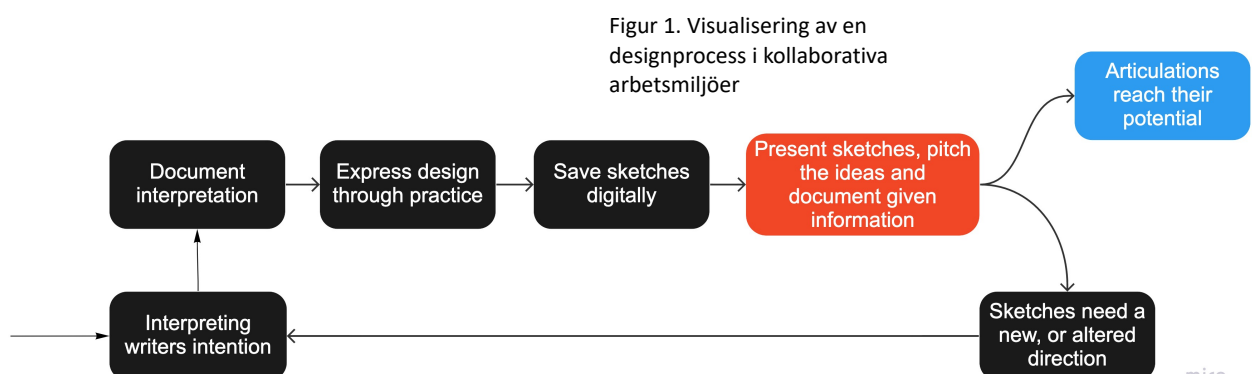 Figur 1. Visualisering av en
designprocess i kollaborativa
arbetsmiljöer
Articulations
reach their
potential
Document
interpretation
Express design
through practice
Save sketches
digitally
Present sketches, pitch
the ideas and
document given
information
Interpreting
writers intention
Sketches need a
new, or altered
direction